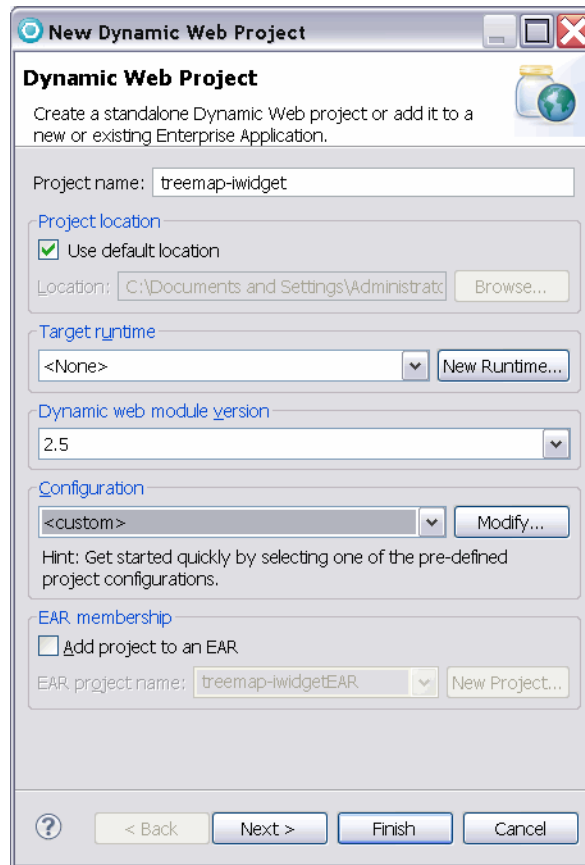 New Dynamic Web Project
Dynamic Web Project
Create a standalone Dynamic Web project or add it to a
new or existing Enterprise Application.
Project name: treemap-iwidget
Project location
Use default location
Location: C:\Documents and Settings\Administrato Browse...
Target runtime
<None> New Runtime...
Dynamic web module version
2.5
Configuration
<custom> Modify...
Hint: Get started quickly by selecting one of the pre-defined
project configurations.
EAR membership
Add project to an EAR
EAR project name: treemap-iwidgetEAR New Project...
? < Back Next > Finish Cancel